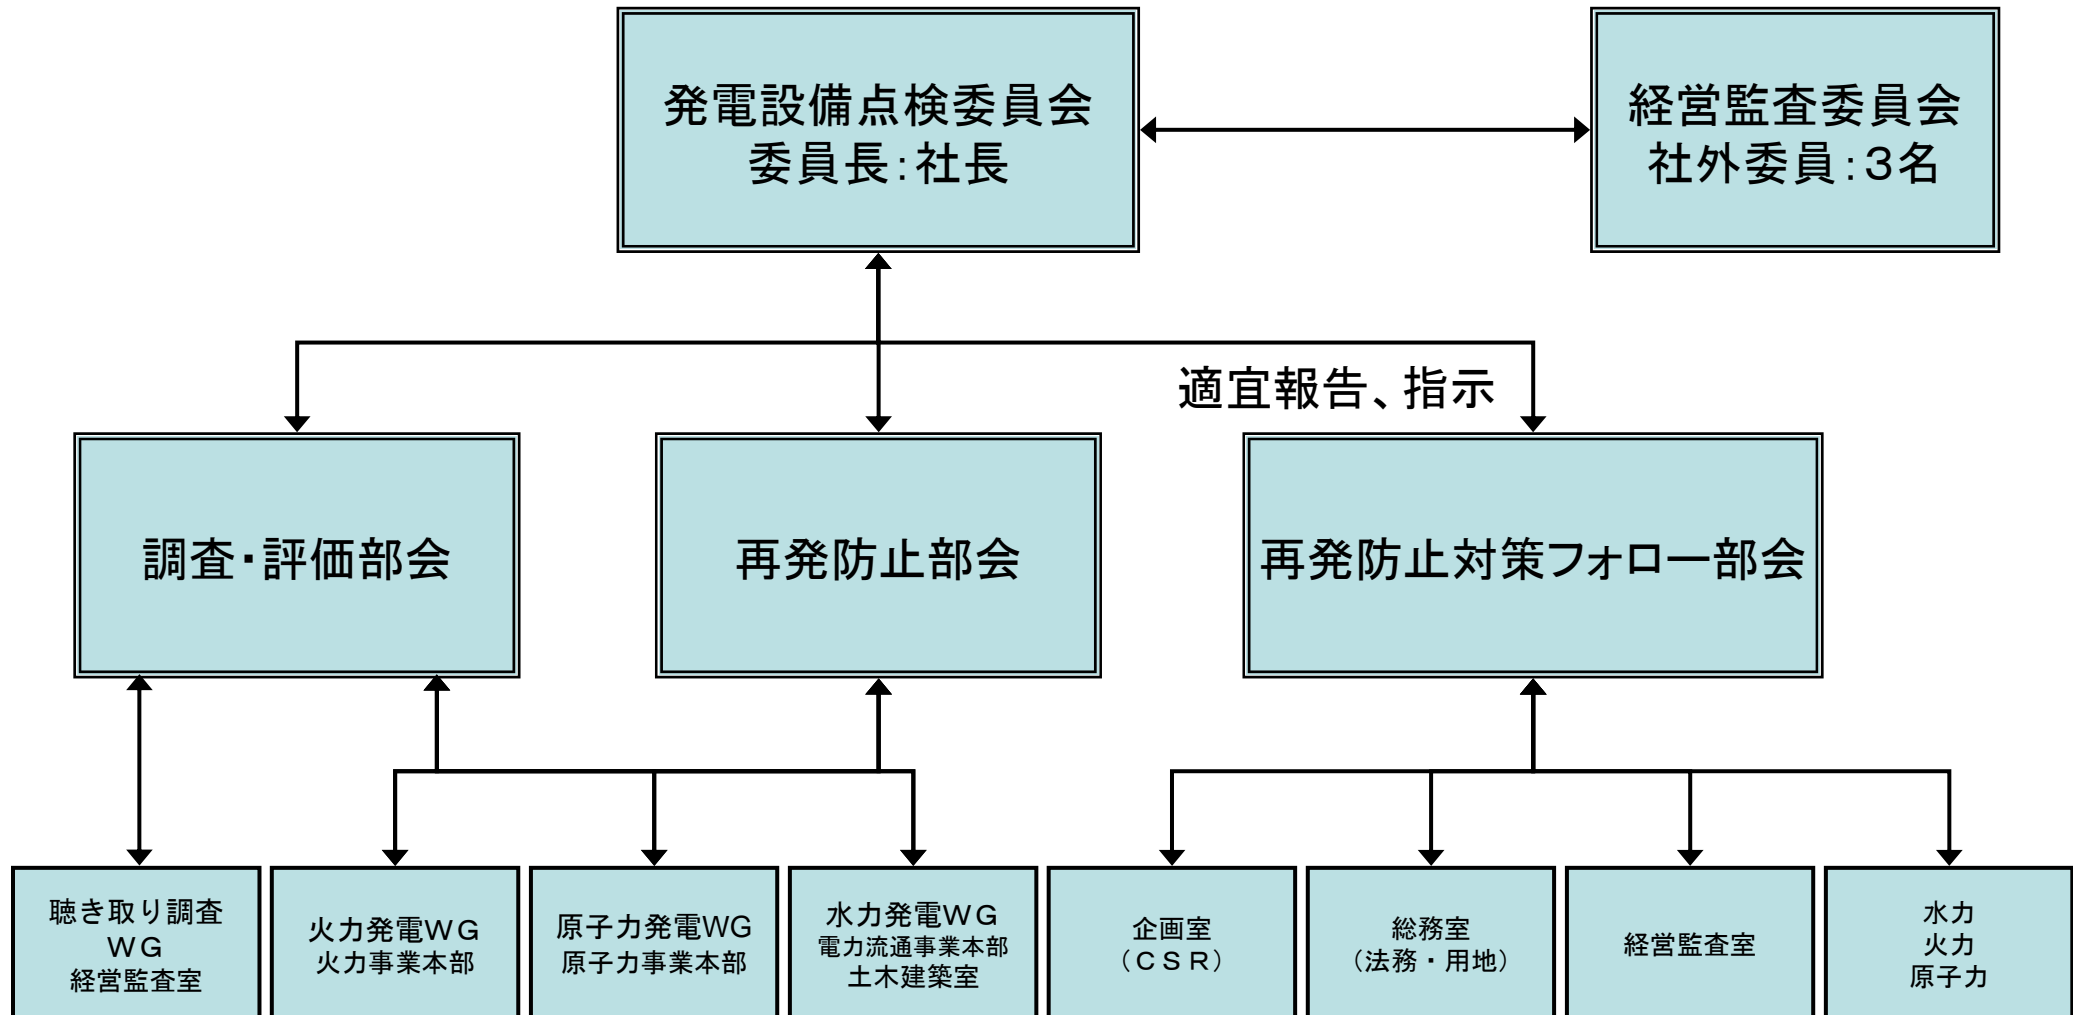 発電設備点検委員会
委員長：社長
経営監査委員会
社外委員：３名
適宜報告、指示
調査・評価部会
再発防止部会
再発防止対策フォロー部会
聴き取り調査
ＷＧ
経営監査室
火力発電ＷＧ
火力事業本部
原子力発電WG
原子力事業本部
水力発電ＷＧ
電力流通事業本部
土木建築室
企画室
（ＣＳＲ）
総務室
（法務・用地）
経営監査室
水力
火力
原子力